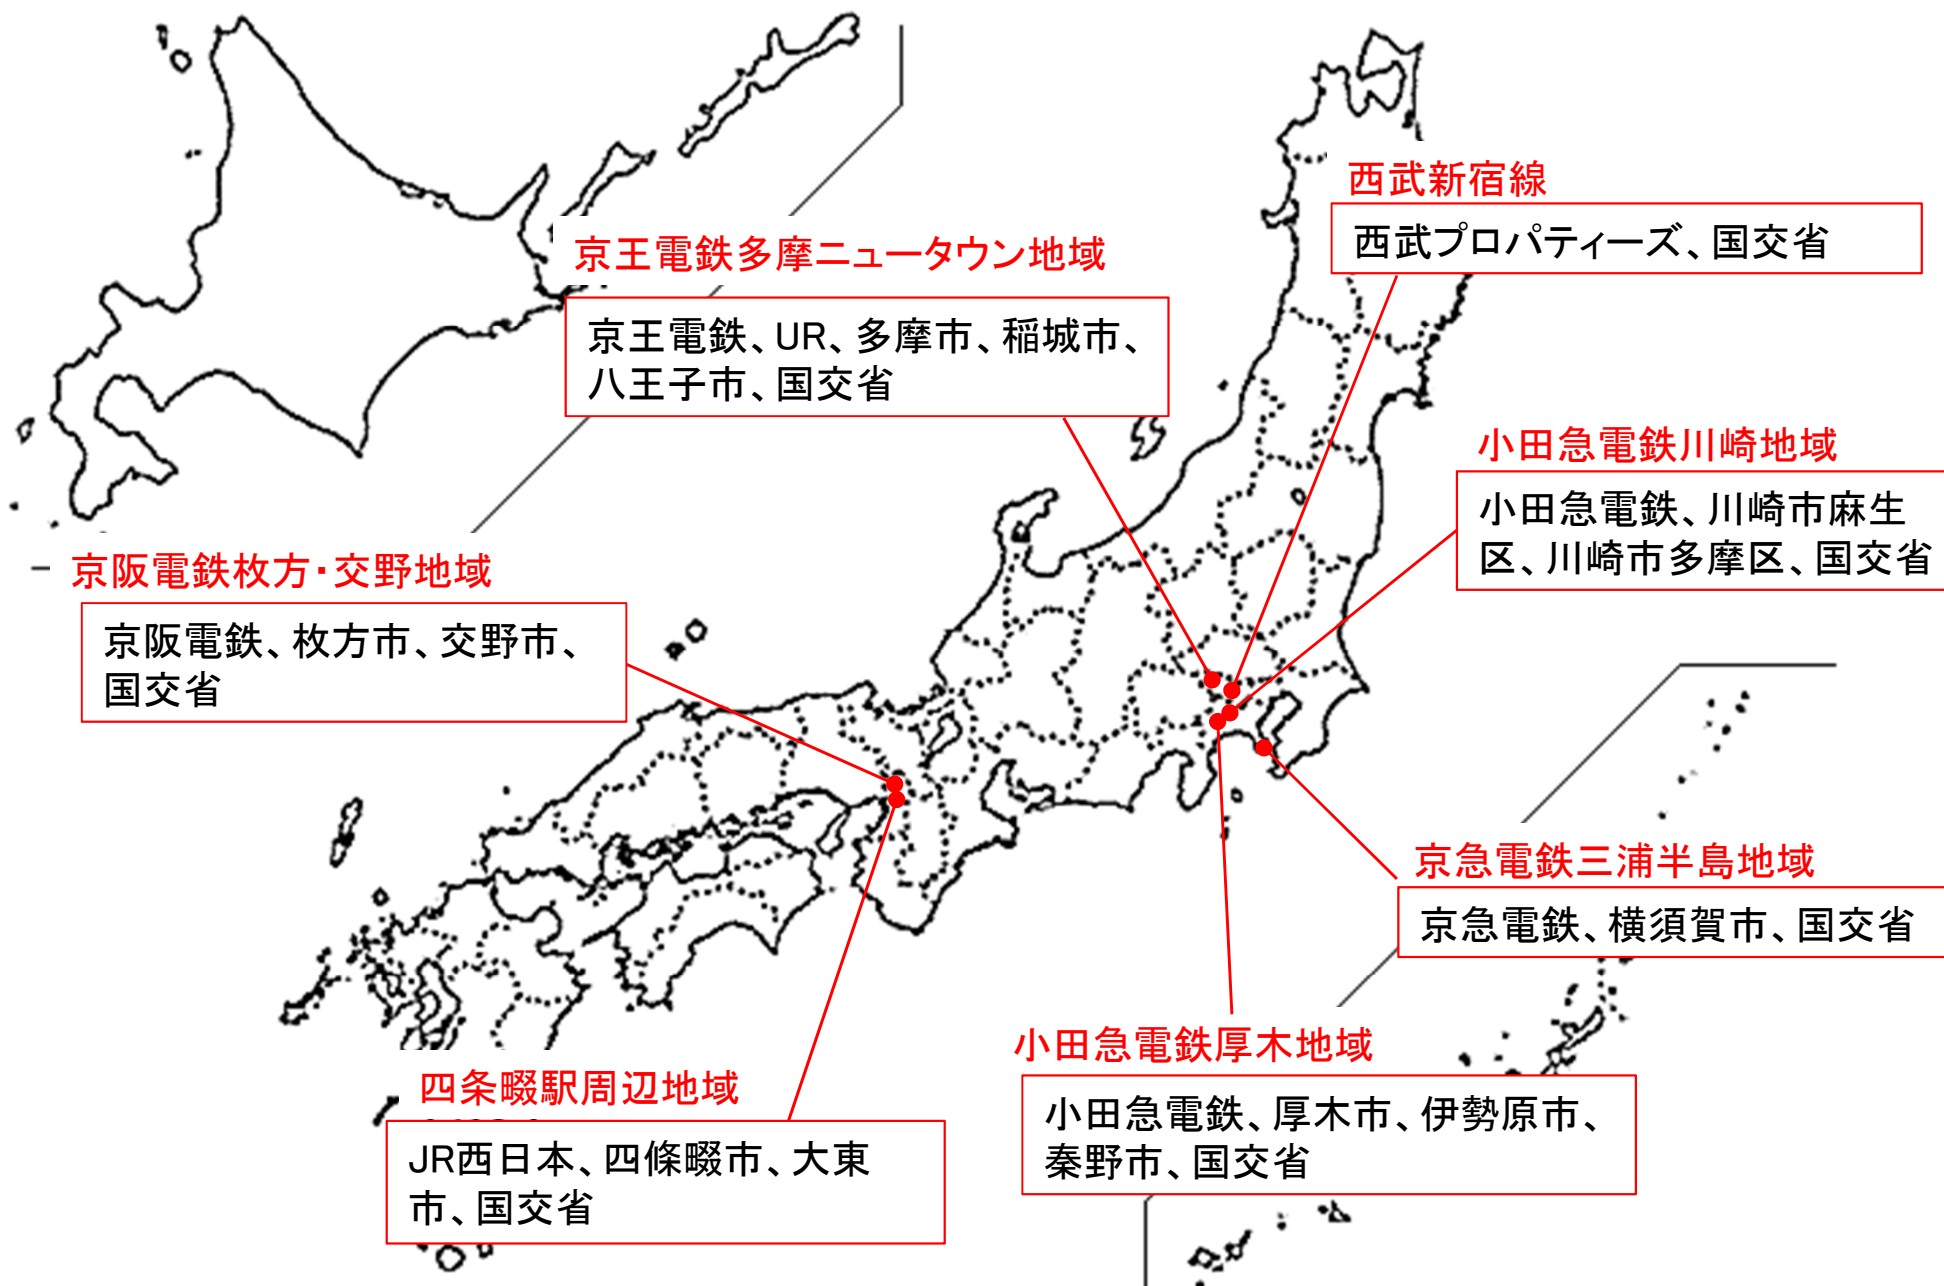 西武新宿線
西武プロパティーズ、国交省
京王電鉄多摩ニュータウン地域
京王電鉄、UR、多摩市、稲城市、
八王子市、国交省
小田急電鉄川崎地域
小田急電鉄、川崎市麻生
区、川崎市多摩区、国交省
京阪電鉄枚方・交野地域
京阪電鉄、枚方市、交野市、
国交省
京急電鉄三浦半島地域
京急電鉄、横須賀市、国交省
小田急電鉄厚木地域
小田急電鉄、厚木市、伊勢原市、
秦野市、国交省
四条畷駅周辺地域
JR西日本、四條畷市、大東
市、国交省